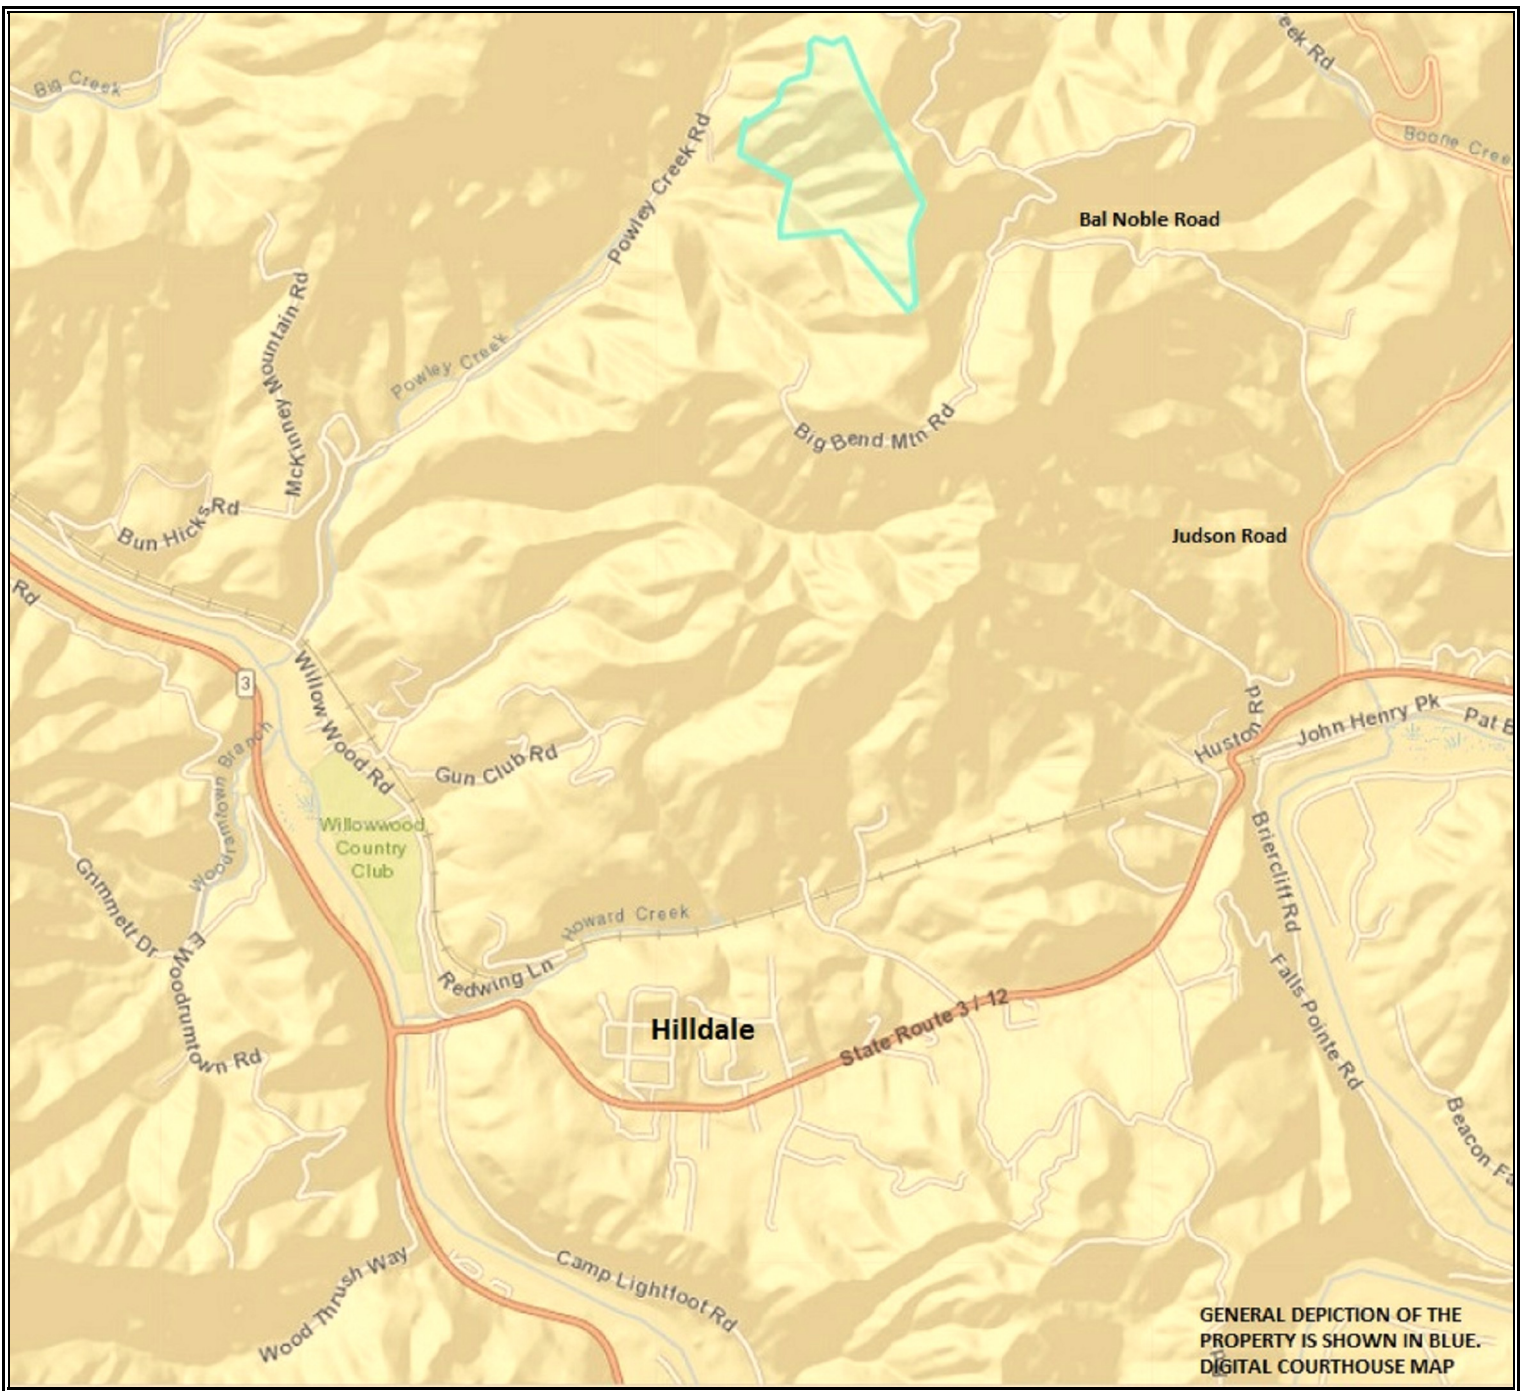 eek Rd
Big Creek
Boone Cree
Powley Creek Rd
Bal Noble Road
McKinney Mountain Rd
Powley Creek
Big Bend Mtn Rd
Bun Hicks Rd
Judson Road
Rd
3
Willow Wood Rd
Huston Rd
John Henry Pk
Pat B
Gun Club Rd
Woodramtown Branch
Willowwood
Country
Club
Briercliff Rd
Grimmett Dr
Howard Creek
E Woodrumtown Rd
Redwing Ln
Falls Pointe Rd
Hilldale
State Route 3 / 12
Beacon Fa
Camp Lightfoot Rd
Wood Thrush Way
GENERAL DEPICTION OF THE
PROPERTY IS SHOWN IN BLUE.
DIGITAL COURTHOUSE MAP